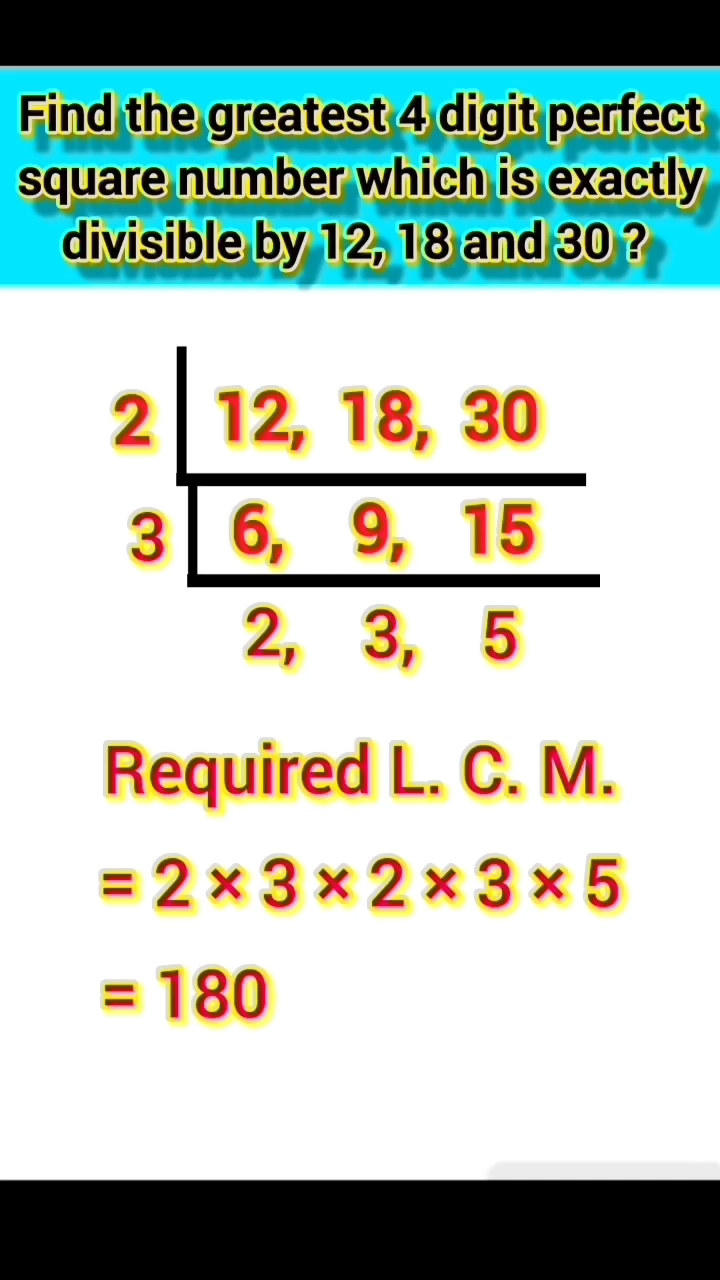 Find the greatest 4 digit perfect
square number which is exactly
divisible by 12, 18 and 30 ?
2 12, 18, 30
3 6, 9, 15
2, 3, 5
Required L. C. M.
= 2 × 3 × 2 × 3 × 5
= 180